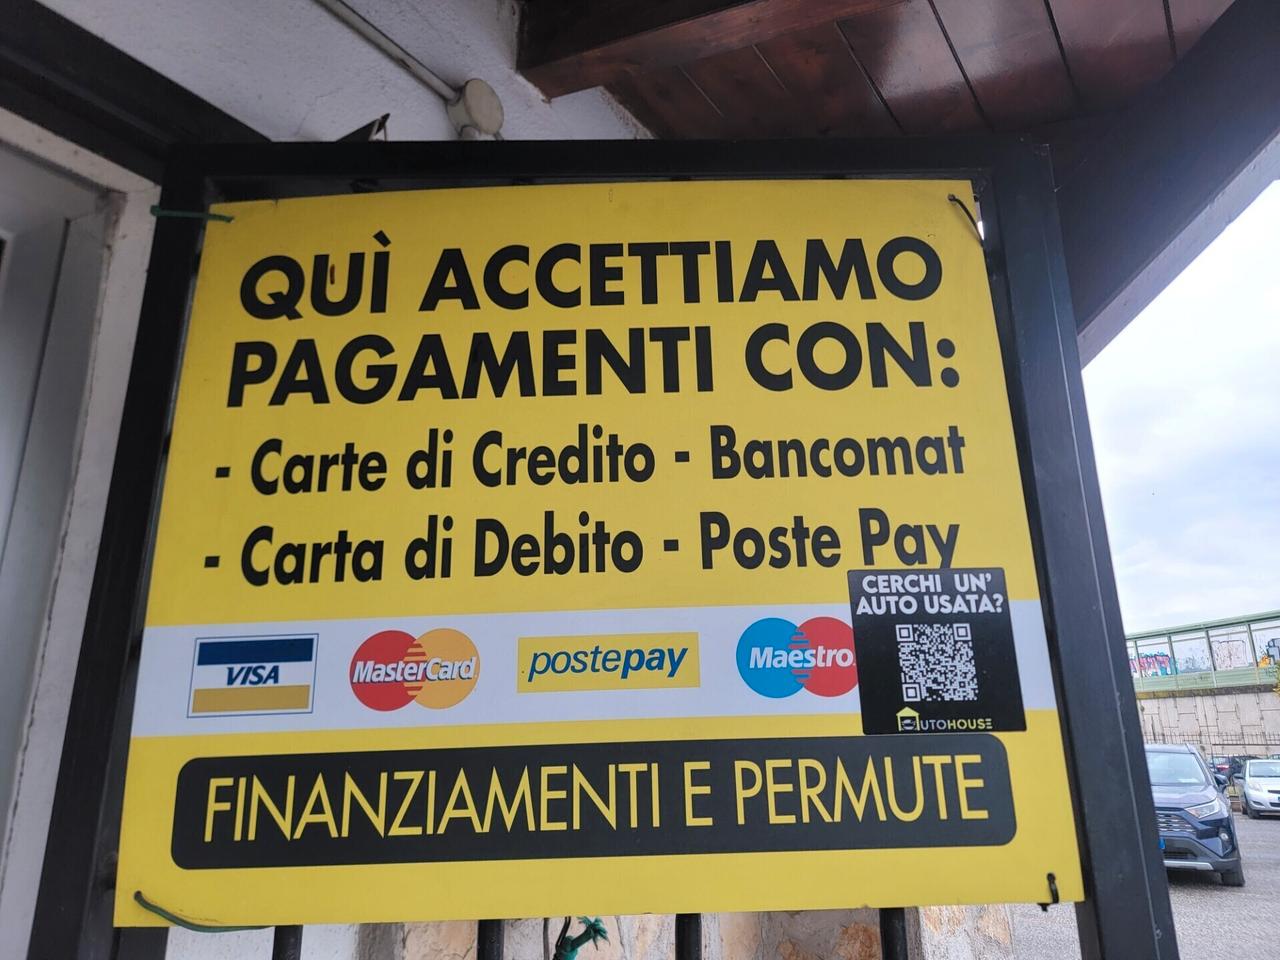 QUÌ ACCETTIAMO
PAGAMENTI CON:
- Carte di Credito - Bancomat
- Carta di Debito - Poste Pay
CERCHI UN'
AUTO USATA?
VISA
MasterCard
postepay
Maestro
AUTOHOUSE
FINANZIAMENTI E PERMUTE